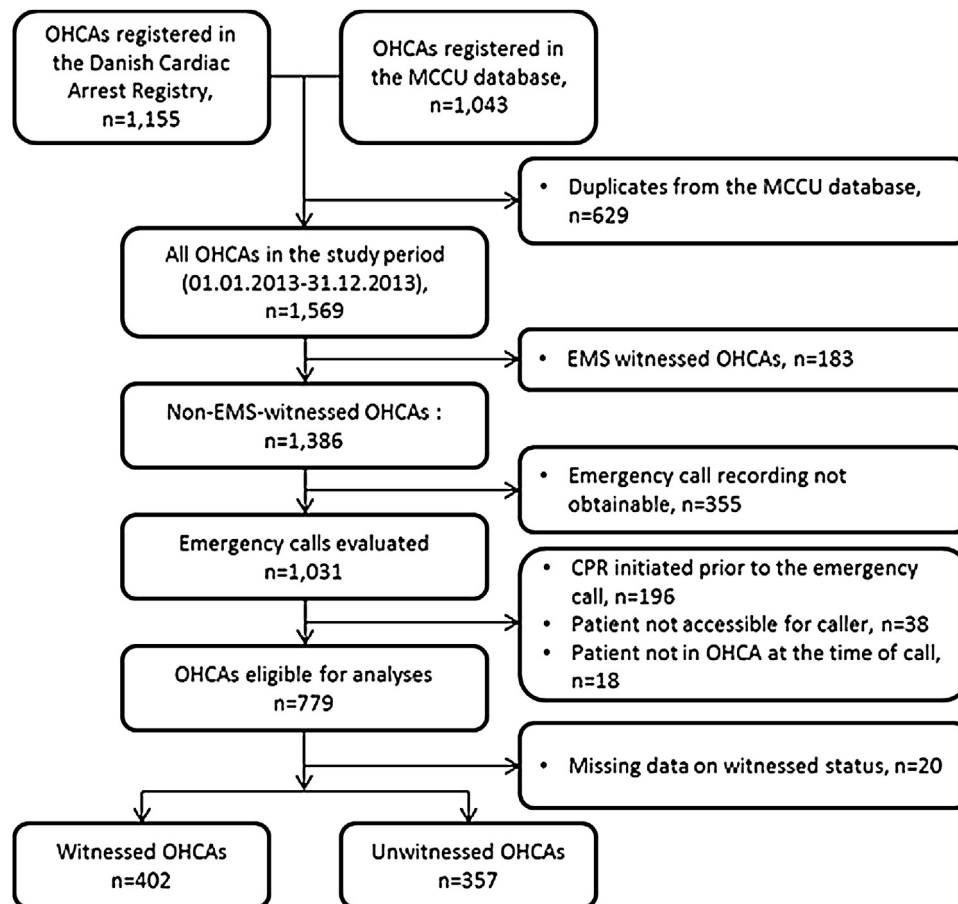 OHCAs registered in
the Danish Cardiac
Arrest Registry,
n=1,155
OHCAs registered in
the MCCU database,
n=1,043
• Duplicates from the MCCU database,
n=629
All OHCAs in the study period
(01.01.2013-31.12.2013),
n=1,569
• EMS witnessed OHCAs, n=183
Non-EMS-witnessed OHCAs :
n=1,386
• Emergency call recording not
obtainable, n=355
Emergency calls evaluated
n=1,031
• CPR initiated prior to the emergency
call, n=196
• Patient not accessible for caller, n=38
• Patient not in OHCA at the time of call,
n=18
OHCAs eligible for analyses
n=779
• Missing data on witnessed status, n=20
Witnessed OHCAs
n=402
Unwitnessed OHCAs
n=357